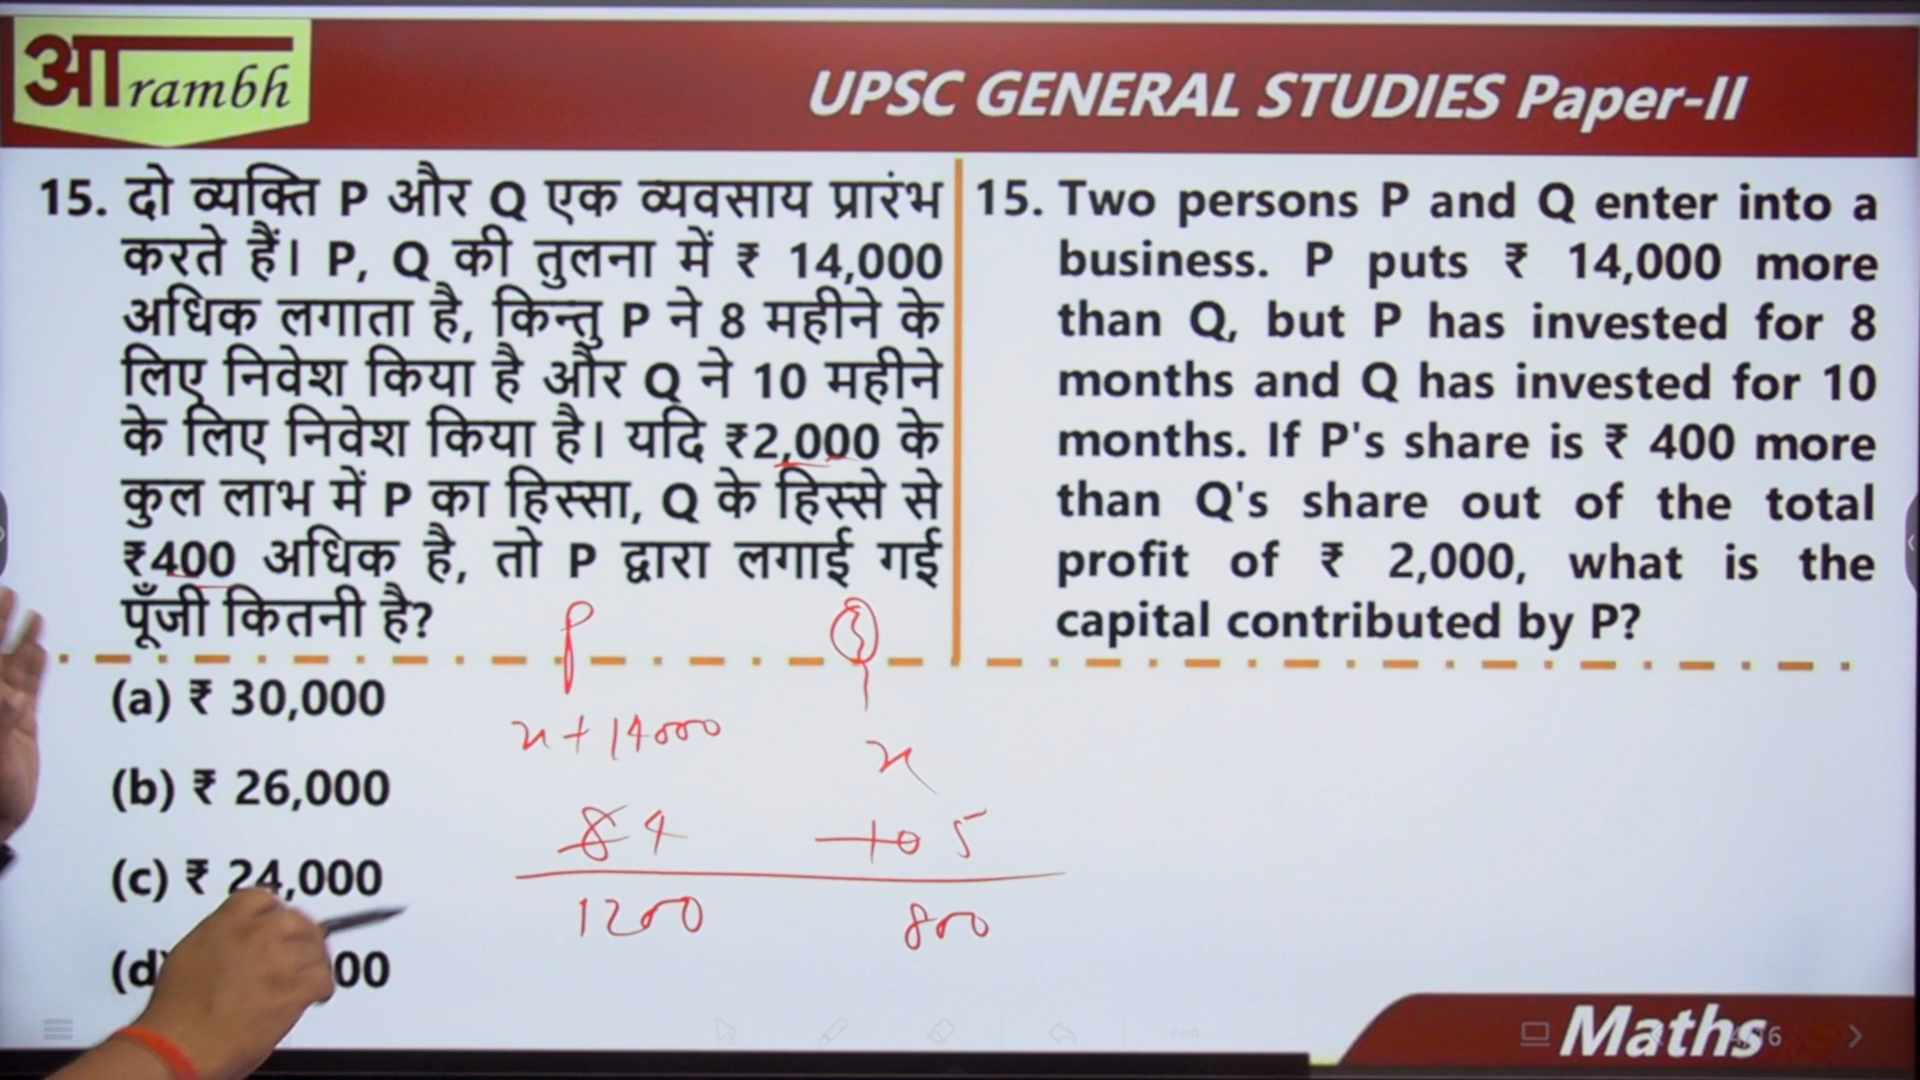 आrambh
UPSC GENERAL STUDIES Paper-II
15. दो व्यक्ति P और Q एक व्यवसाय प्रारंभ
करते हैं। P, Q की तुलना में ₹ 14,000
अधिक लगाता है, किन्तु P ने 8 महीने के
लिए निवेश किया है और Q ने 10 महीने
के लिए निवेश किया है। यदि ₹2,000 के
कुल लाभ में P का हिस्सा, Q के हिस्से से
₹400 अधिक है, तो P द्वारा लगाई गई
पूँजी कितनी है?
15. Two persons P and Q enter into a
business. P puts ₹ 14,000 more
than Q, but P has invested for 8
months and Q has invested for 10
months. If P's share is ₹ 400 more
than Q's share out of the total
profit of ₹ 2,000, what is the
capital contributed by P?
(a) ₹ 30,000
(b) ₹ 26,000
(c) ₹ 24,000
(d) 00
P Q
x + 14000 x
8 4 10 5
1200 800
Maths